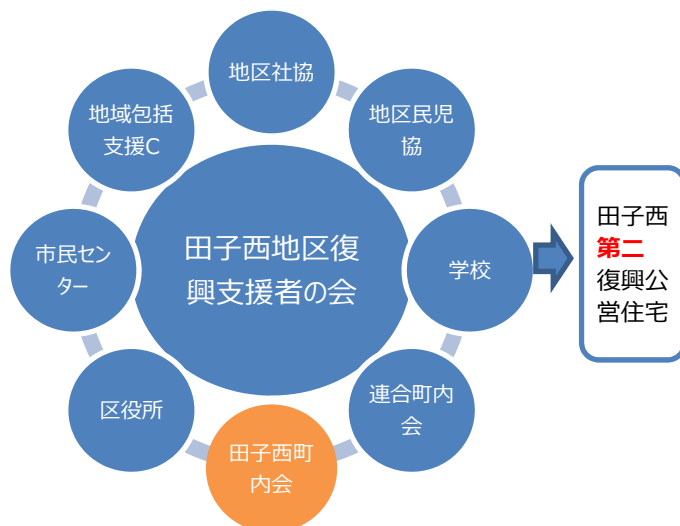 地区社協
地域包括
支援C
地区民児
協
市民セン
ター
田子西地区復
興支援者の会
学校
田子西
第二
復興公
営住宅
区役所
連合町内
会
田子西町
内会